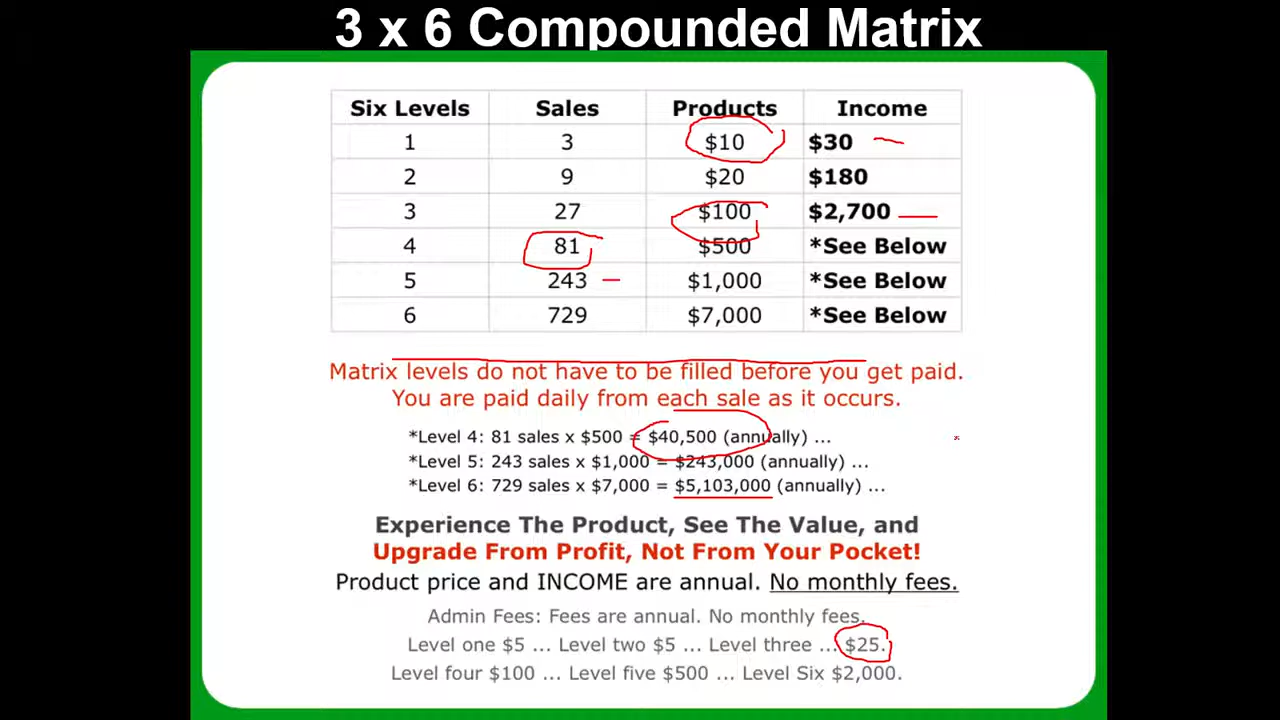 3 x 6 Compounded Matrix
Six Levels Sales Products Income
1 3 $10 $30
2 9 $20 $180
3 27 $100 $2,700
4 81 $500 *See Below
5 243 $1,000 *See Below
6 729 $7,000 *See Below
Matrix levels do not have to be filled before you get paid.
You are paid daily from each sale as it occurs.
*Level 4: 81 sales x $500 = $40,500 (annually) ...
*Level 5: 243 sales x $1,000 = $243,000 (annually) ...
*Level 6: 729 sales x $7,000 = $5,103,000 (annually) ...
Experience The Product, See The Value, and
Upgrade From Profit, Not From Your Pocket!
Product price and INCOME are annual. No monthly fees.
Admin Fees: Fees are annual. No monthly fees.
Level one $5 ... Level two $5 ... Level three ... $25.
Level four $100 ... Level five $500 ... Level Six $2,000.